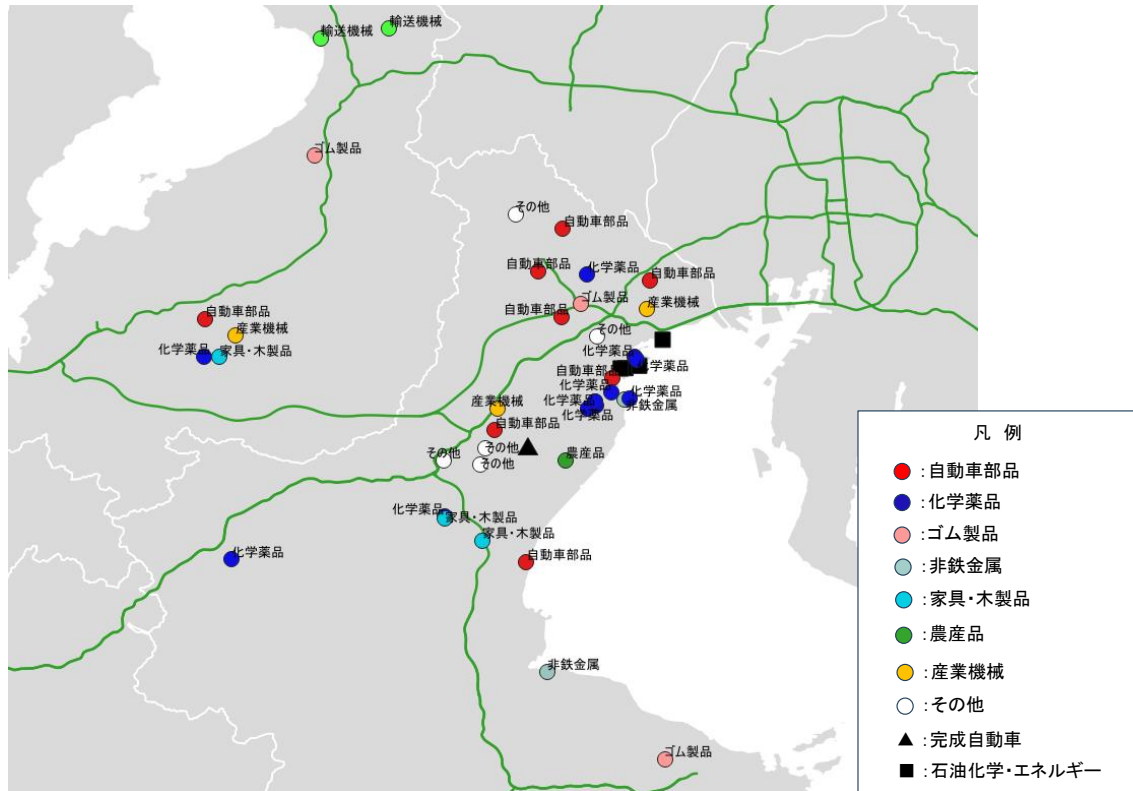 輸送機械
輸送機械
ゴム製品
その他
自動車部品
自動車部品
化学薬品
自動車部品
ゴム製品
産業機械
自動車部品
自動車部品
産業機械
その他
化学薬品
家具・木製品
化学薬品
化学薬品
自動車部品
化学薬品
化学薬品
化学薬品
非鉄金属
産業機械
化学薬品
自動車部品
その他
その他
その他
農産品
化学薬品
家具・木製品
家具・木製品
化学薬品
自動車部品
非鉄金属
ゴム製品
凡 例
:自動車部品
:化学薬品
:ゴム製品
:非鉄金属
:家具・木製品
:農産品
:産業機械
:その他
:完成自動車
:石油化学・エネルギー